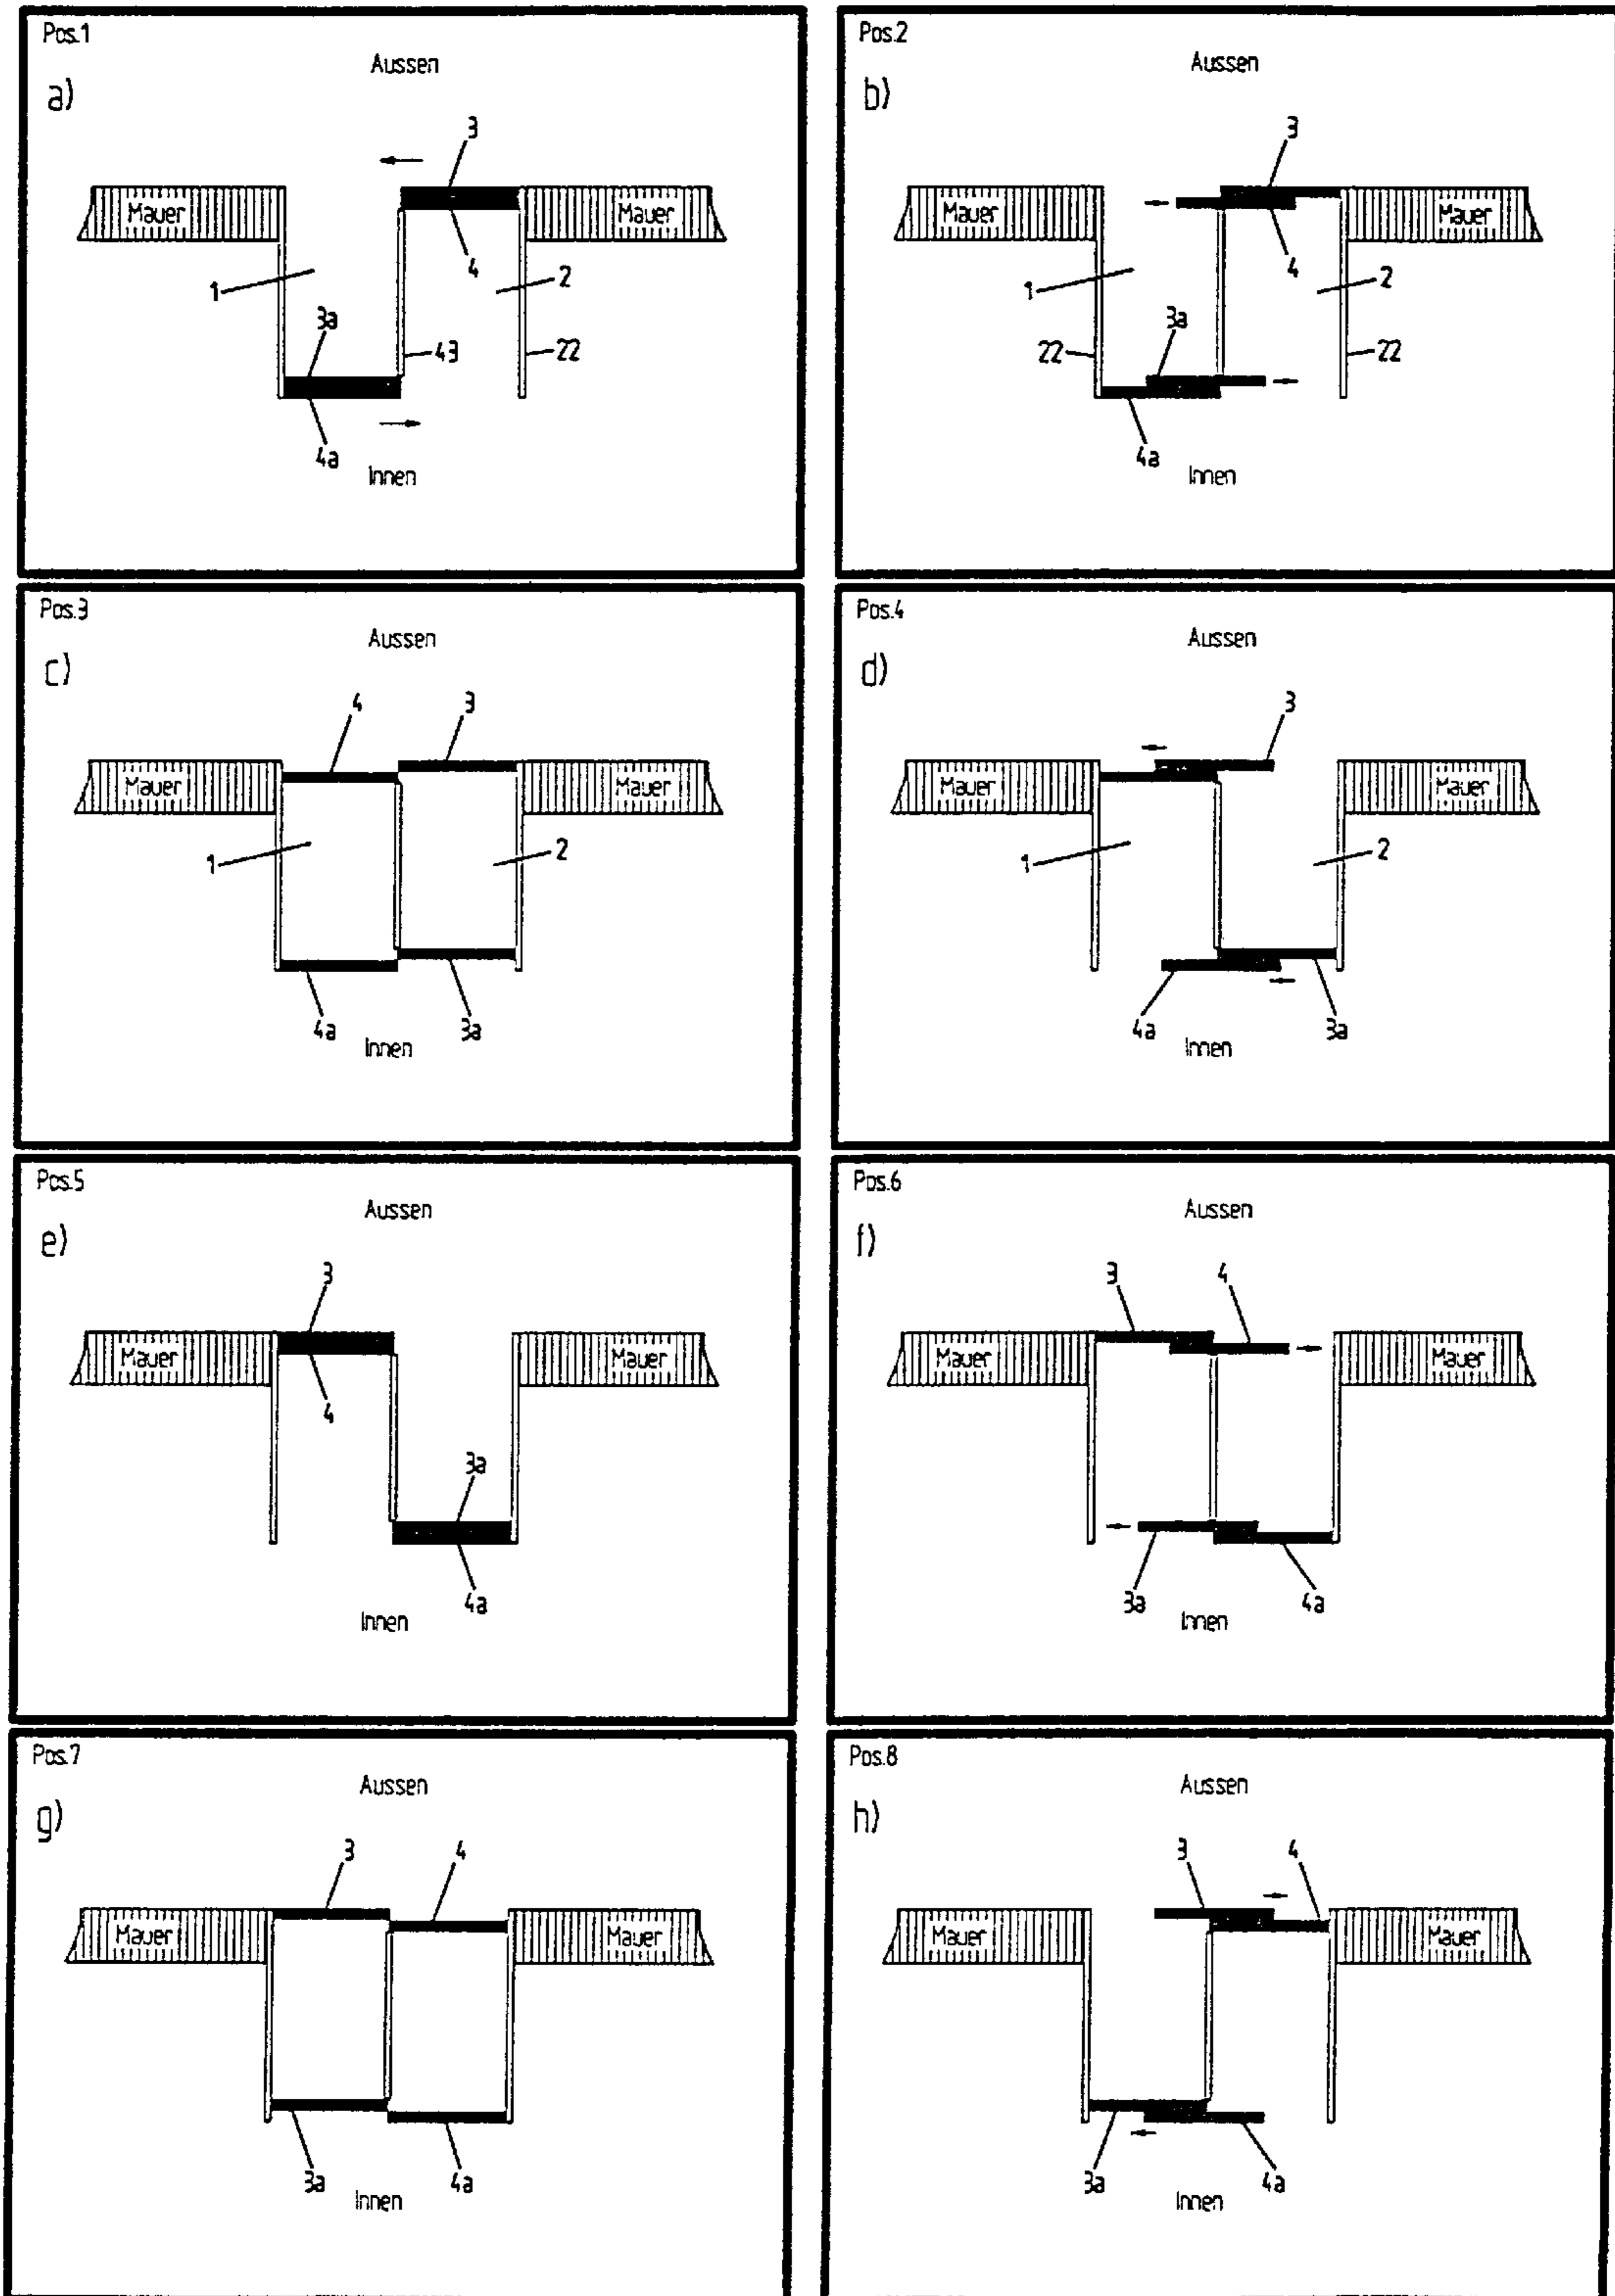 Pos.1
Aussen
a)
3
Mauer
Mauer
4
2
1
3a
43
22
4a
Innen
Pos.2
Aussen
b)
3
Mauer
Mauer
4
2
1
3a
22
22
4a
Innen
Pos.3
Aussen
c)
4
3
Mauer
Mauer
1
2
4a
3a
Innen
Pos.4
Aussen
d)
3
Mauer
Mauer
1
2
4a
3a
Innen
Pos.5
Aussen
e)
3
Mauer
Mauer
4
3a
4a
Innen
Pos.6
Aussen
f)
3
4
Mauer
Mauer
3a
4a
Innen
Pos.7
Aussen
g)
3
4
Mauer
Mauer
3a
4a
Innen
Pos.8
Aussen
h)
3
4
Mauer
Mauer
3a
4a
Innen